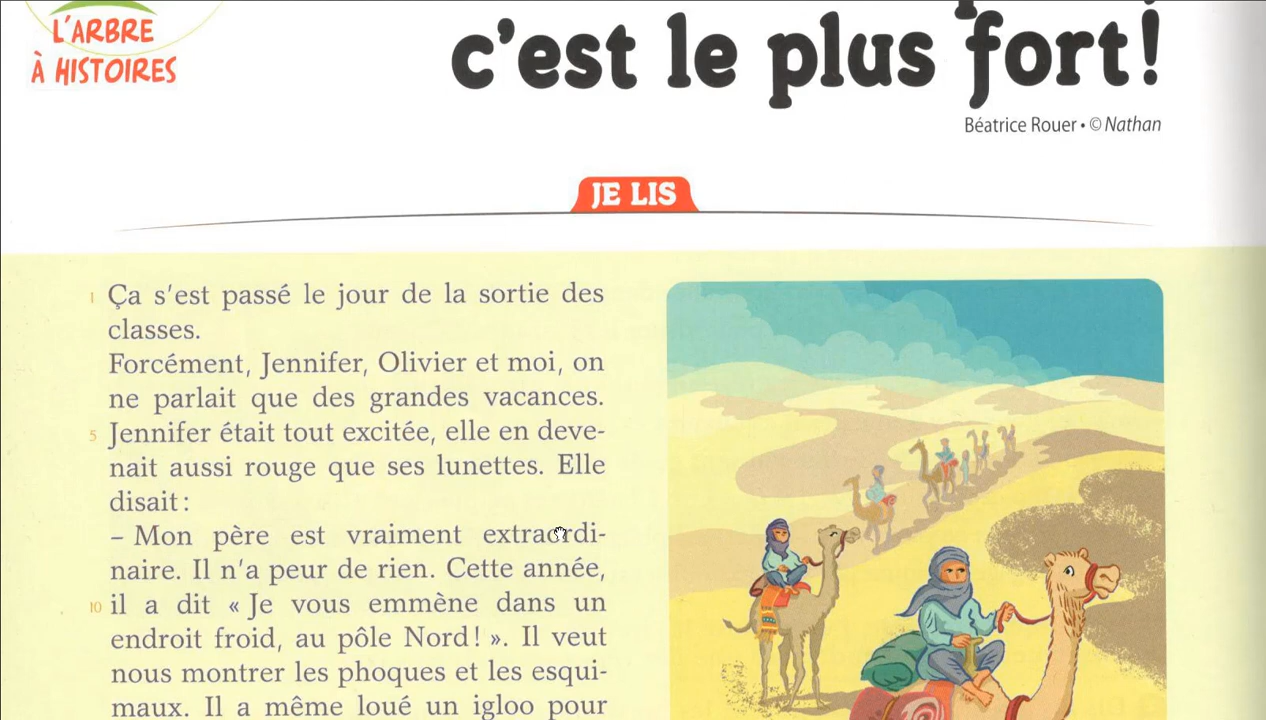 L'ARBRE
À HISTOIRES
c'est le plus fort !
Béatrice Rouer • © Nathan
JE LIS
1 Ça s'est passé le jour de la sortie des
classes.
Forcément, Jennifer, Olivier et moi, on
ne parlait que des grandes vacances.
5 Jennifer était tout excitée, elle en deve-
nait aussi rouge que ses lunettes. Elle
disait :
– Mon père est vraiment extraordi-
naire. Il n'a peur de rien. Cette année,
10 il a dit « Je vous emmène dans un
endroit froid, au pôle Nord ! ». Il veut
nous montrer les phoques et les esqui-
maux. Il a même loué un igloo pour